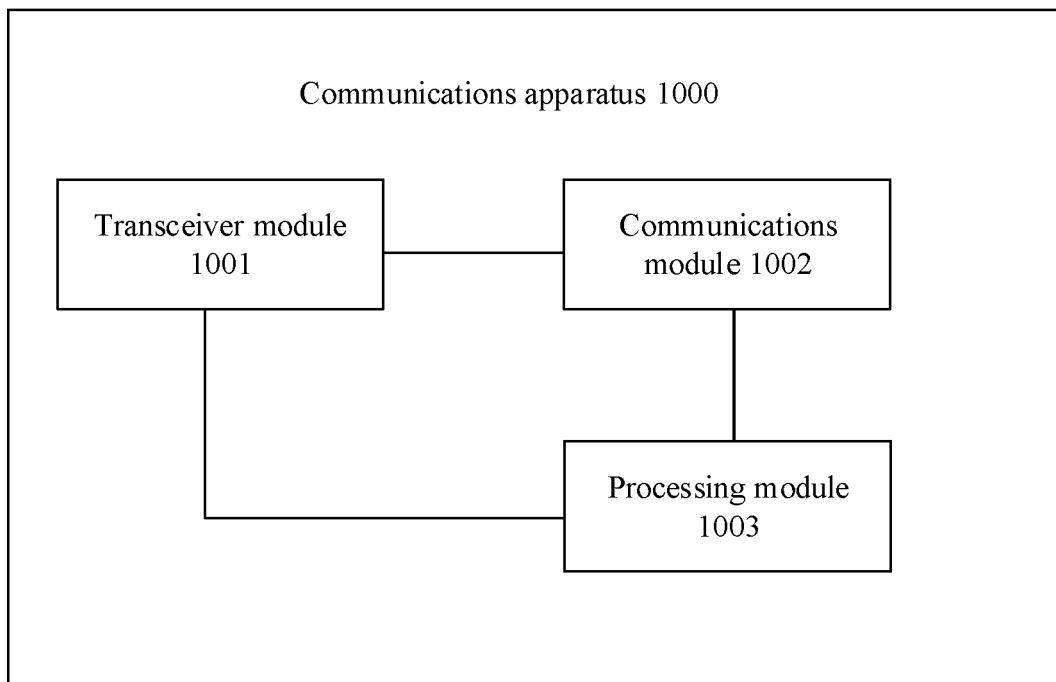 Communications apparatus 1000
Transceiver module
1001
Communications
module 1002
Processing module
1003